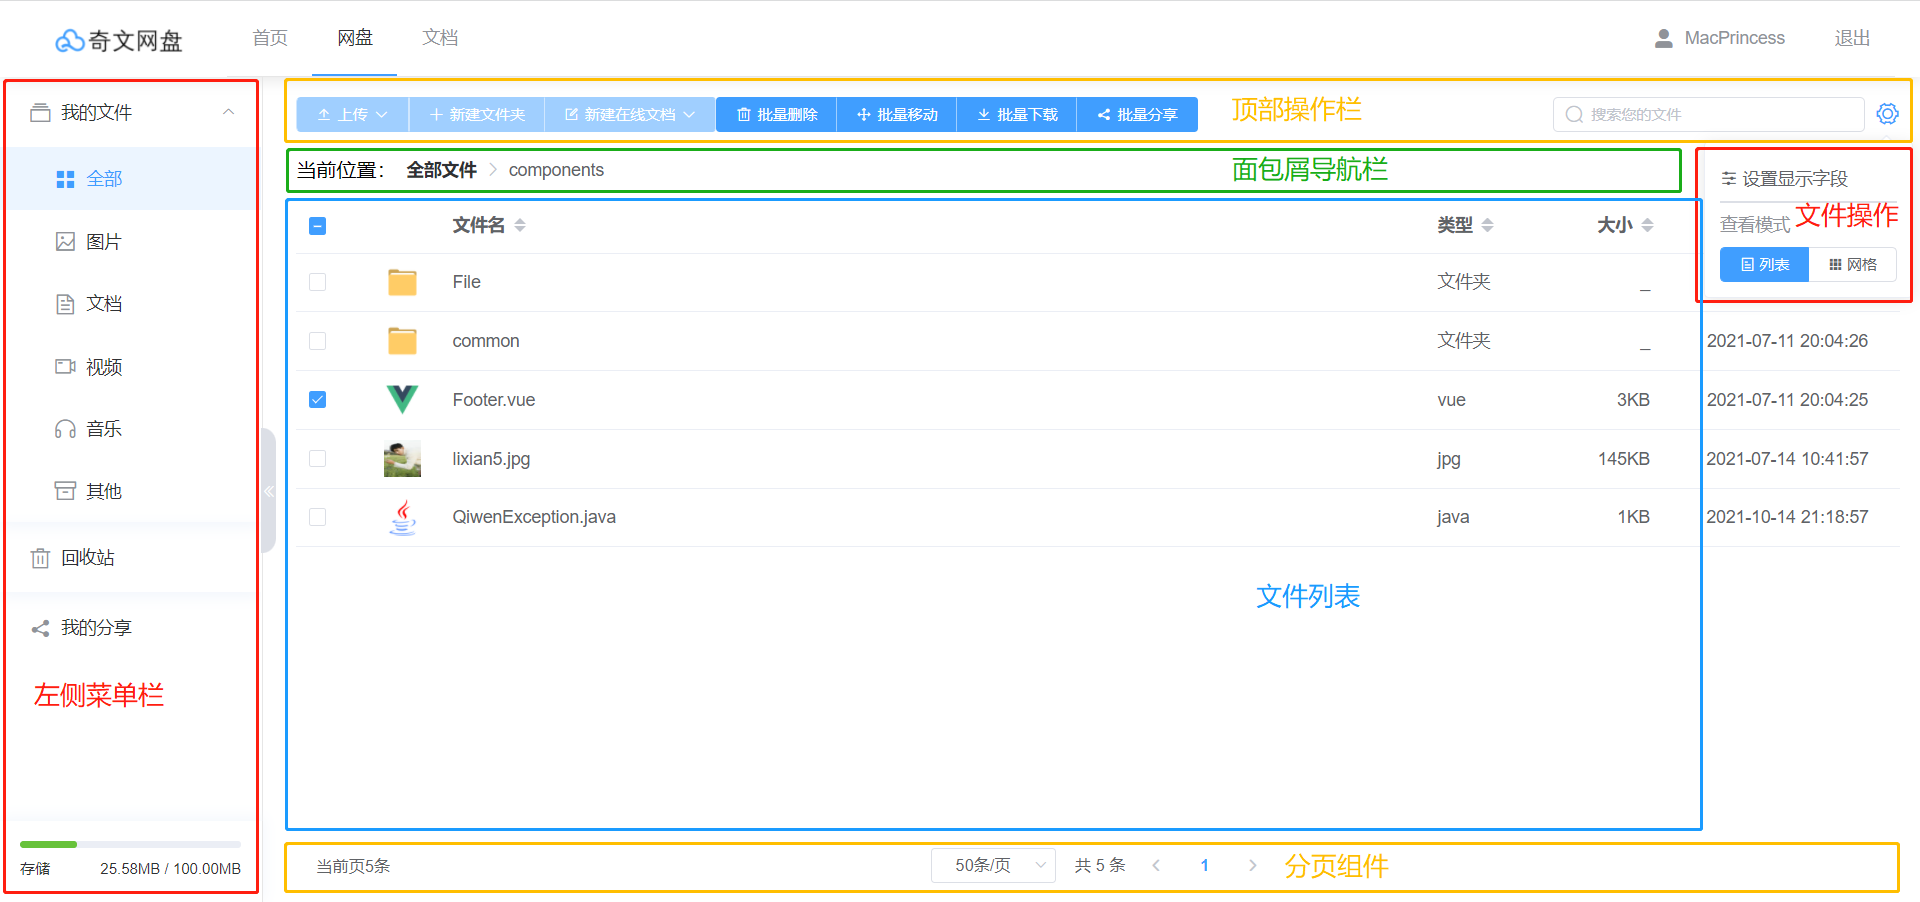 奇文网盘 首页 网盘 文档 MacPrincess 退出
我的文件
全部
图片
文档
视频
音乐
其他
回收站
我的分享
左侧菜单栏
存储 25.58MB / 100.00MB
上传 新建文件夹 新建在线文档 批量删除 批量移动 批量下载 批量分享 顶部操作栏 搜索您的文件
当前位置： 全部文件 > components 面包屑导航栏
设置显示字段
查看模式 文件操作
列表 网格
文件名 类型 大小
File 文件夹 _
common 文件夹 _ 2021-07-11 20:04:26
Footer.vue vue 3KB 2021-07-11 20:04:25
lixian5.jpg jpg 145KB 2021-07-14 10:41:57
QiwenException.java java 1KB 2021-10-14 21:18:57
文件列表
当前页5条 50条/页 共 5 条 < 1 > 分页组件